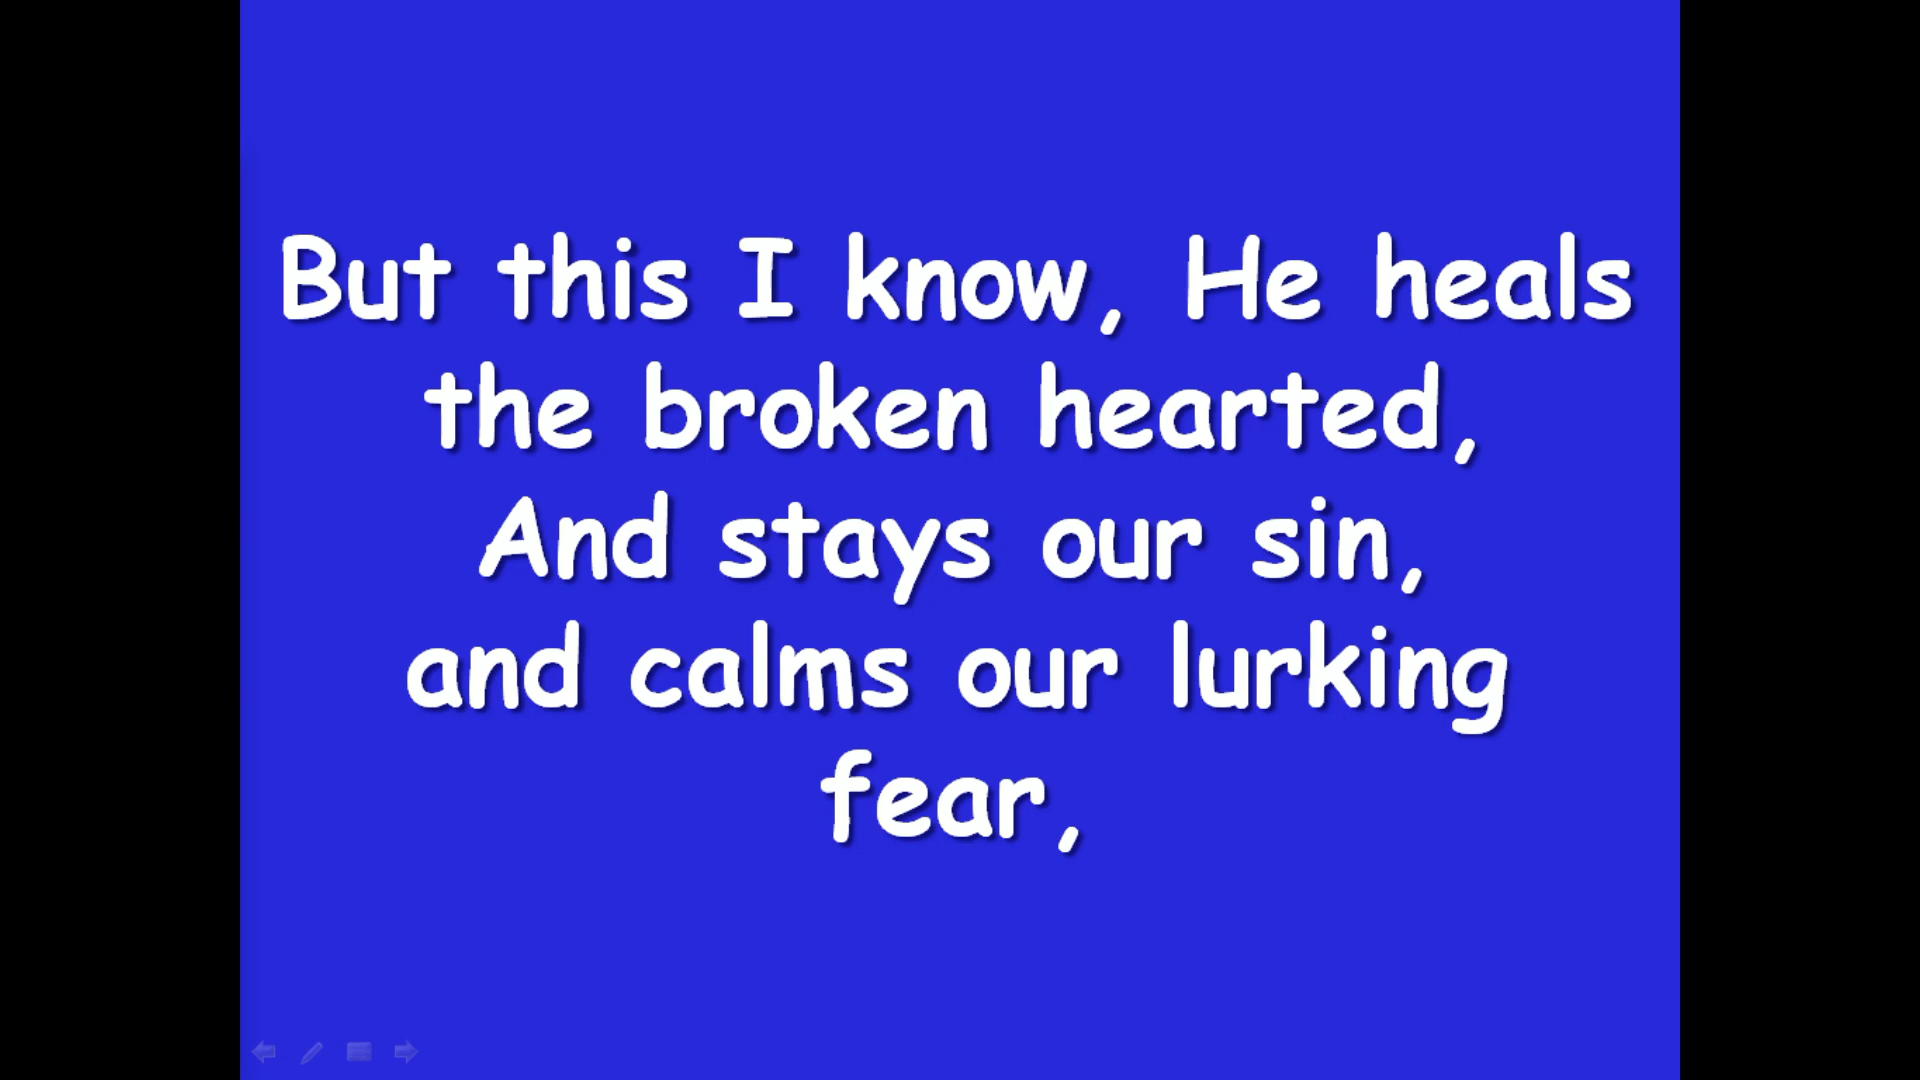 But this I know, He heals
the broken hearted,
And stays our sin,
and calms our lurking
fear,